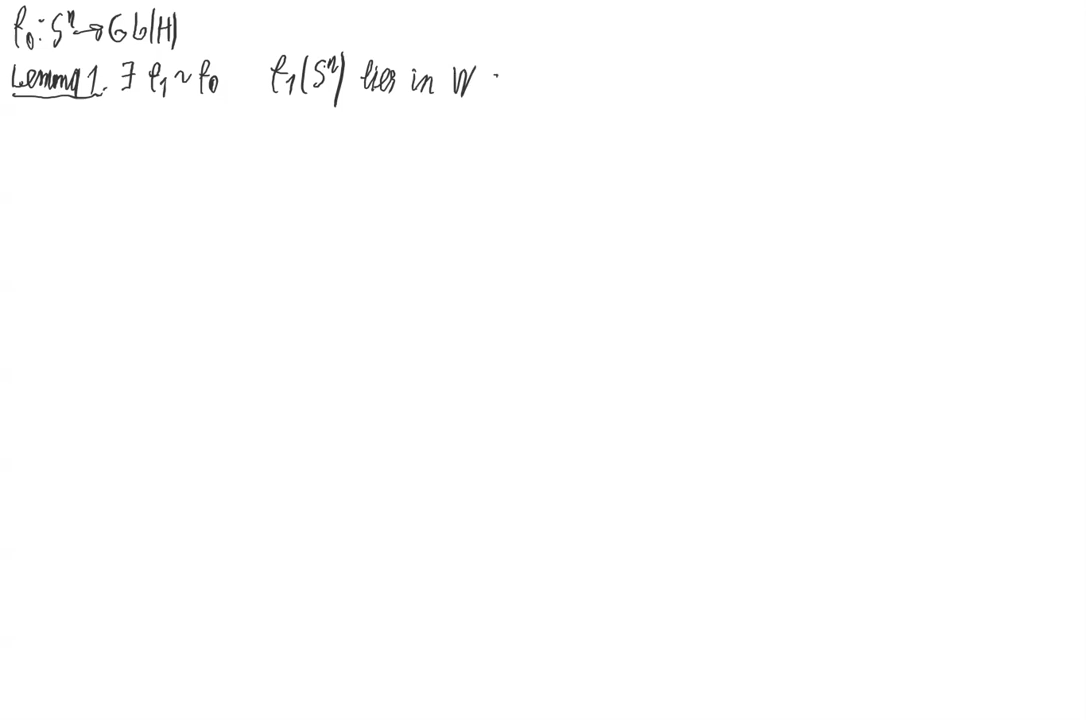 f₀: Sⁿ → GL(H)
Lemma 1. ∃ f₁ ~ f₀ f₁(Sⁿ) lies in W .